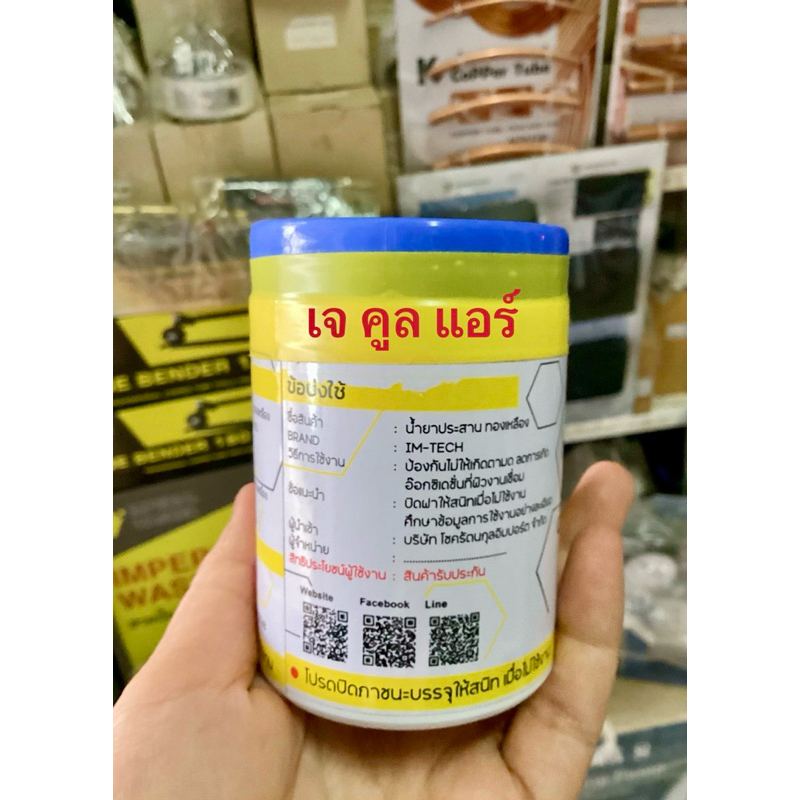 Copper Tube
เจ คูล แอร์
BENDER
BENDER
ข้อบ่งใช้
ชื่อสินค้า : น้ำยาประสาน ทองเหลือง
BRAND : IM-TECH
วิธีการใช้งาน : ป้องกันไม่ให้เกิดตามด ลดการเกิด
อ๊อกซิเดชั่นที่ผิวงานเชื่อม
ข้อแนะนำ : ปิดฝาให้สนิทเมื่อไม่ใช้งาน
ศึกษาข้อมูลการใช้งานอย่างละเอียด
ผู้นำเข้า : บริษัท โชครัตนกุลอิมปอร์ต จำกัด
ผู้จำหน่าย : ........................
สิทธิประโยชน์ผู้ใช้งาน : สินค้ารับประกัน
Website Facebook Line
โปรดปิดภาชนะบรรจุให้สนิท เมื่อไม่ใช้งาน